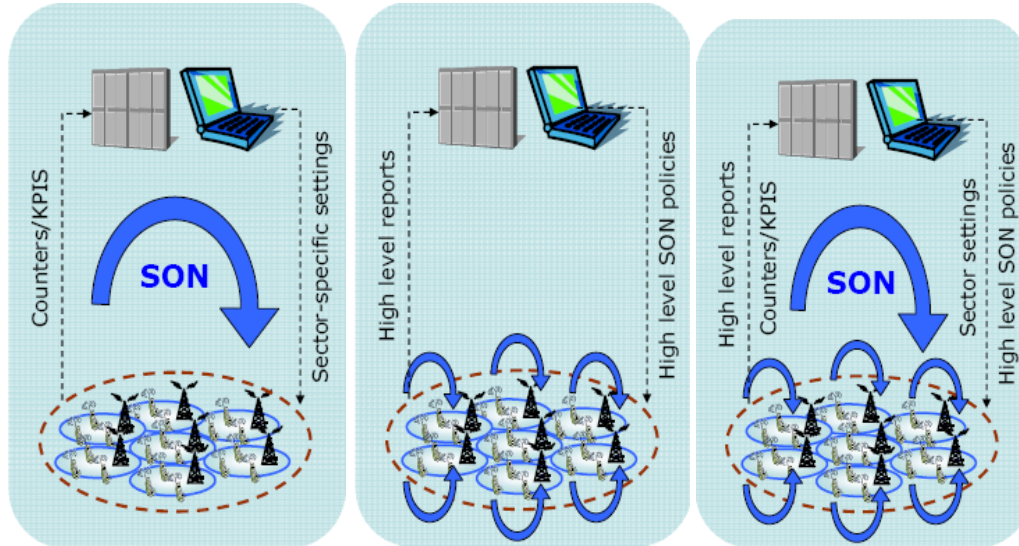 Counters/KPIS
SON
Sector-specific settings
High level reports
High level SON policies
High level reports
Counters/KPIS
SON
Sector settings
High level SON policies